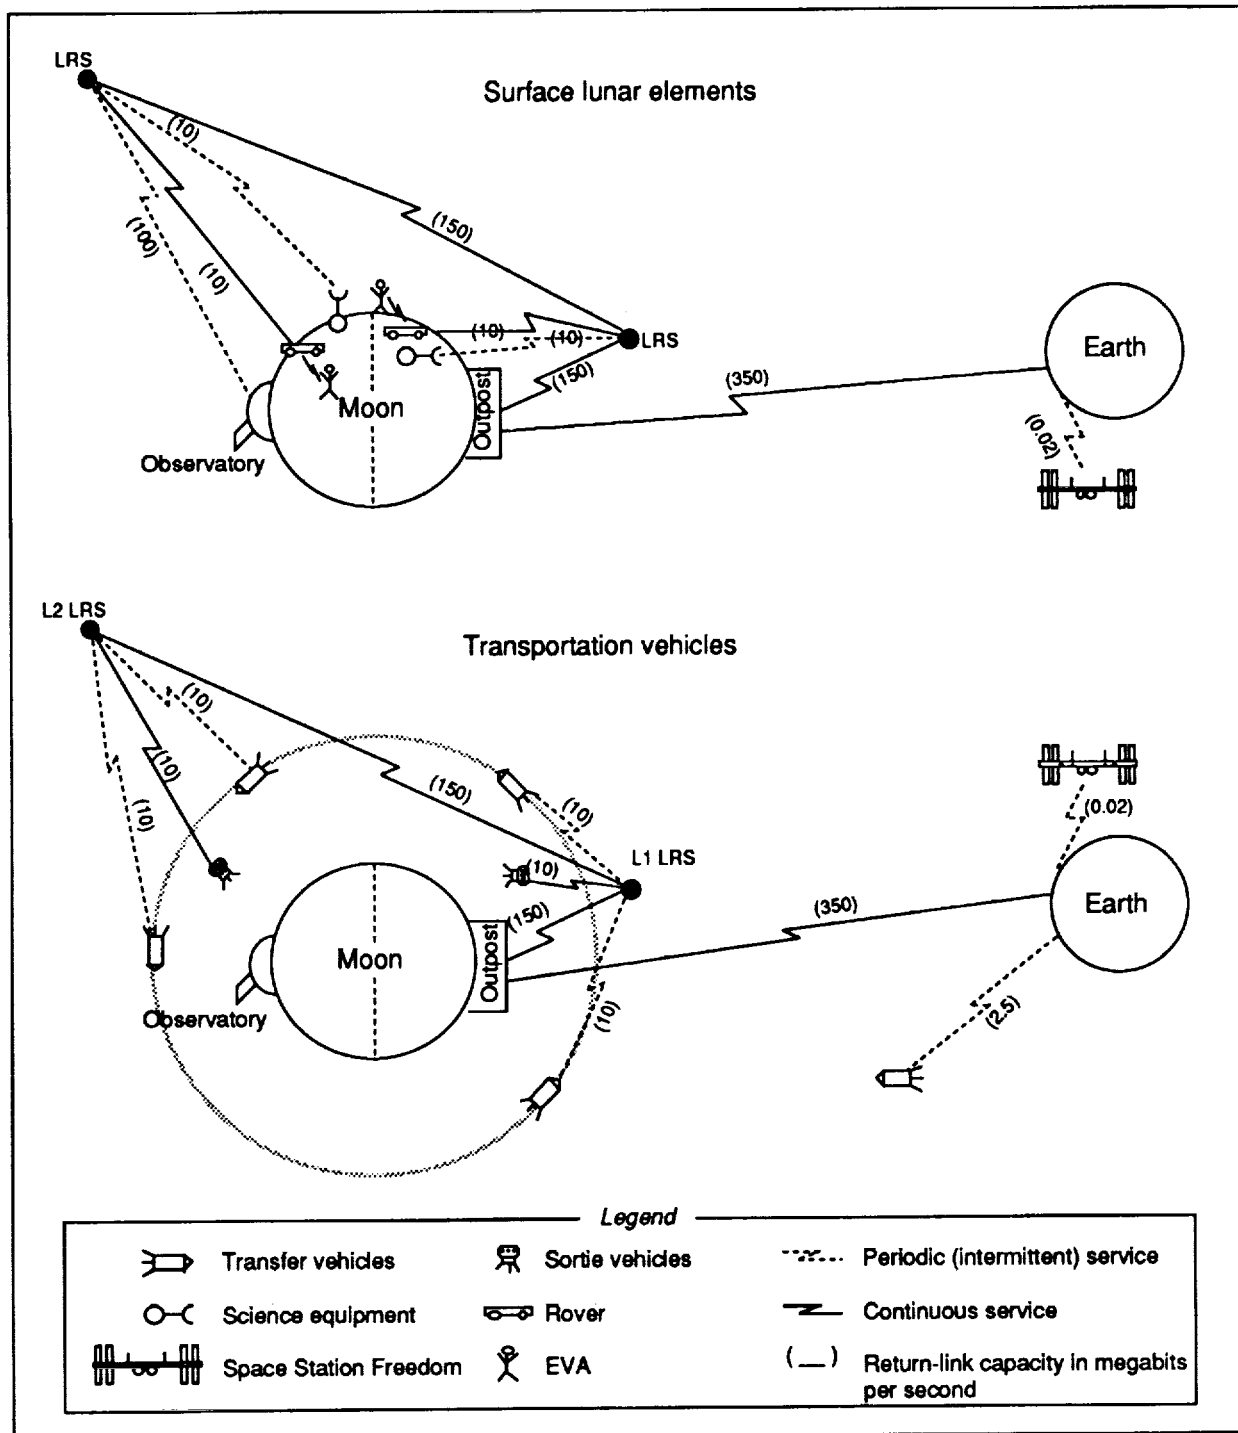 LRS
Surface lunar elements
(10)
(150)
(100)
(10)
(10)
(10)
LRS
(150)
(350)
Earth
(0.02)
Moon
Outpost
Observatory
L2 LRS
Transportation vehicles
(10)
(10)
(150)
(10)
(10)
(0.02)
L1 LRS
(10)
(150)
(350)
Earth
Moon
Outpost
(10)
(2.5)
Observatory
Legend
Transfer vehicles
Sortie vehicles
Periodic (intermittent) service
Science equipment
Rover
Continuous service
Space Station Freedom
EVA
(__) Return-link capacity in megabits
per second